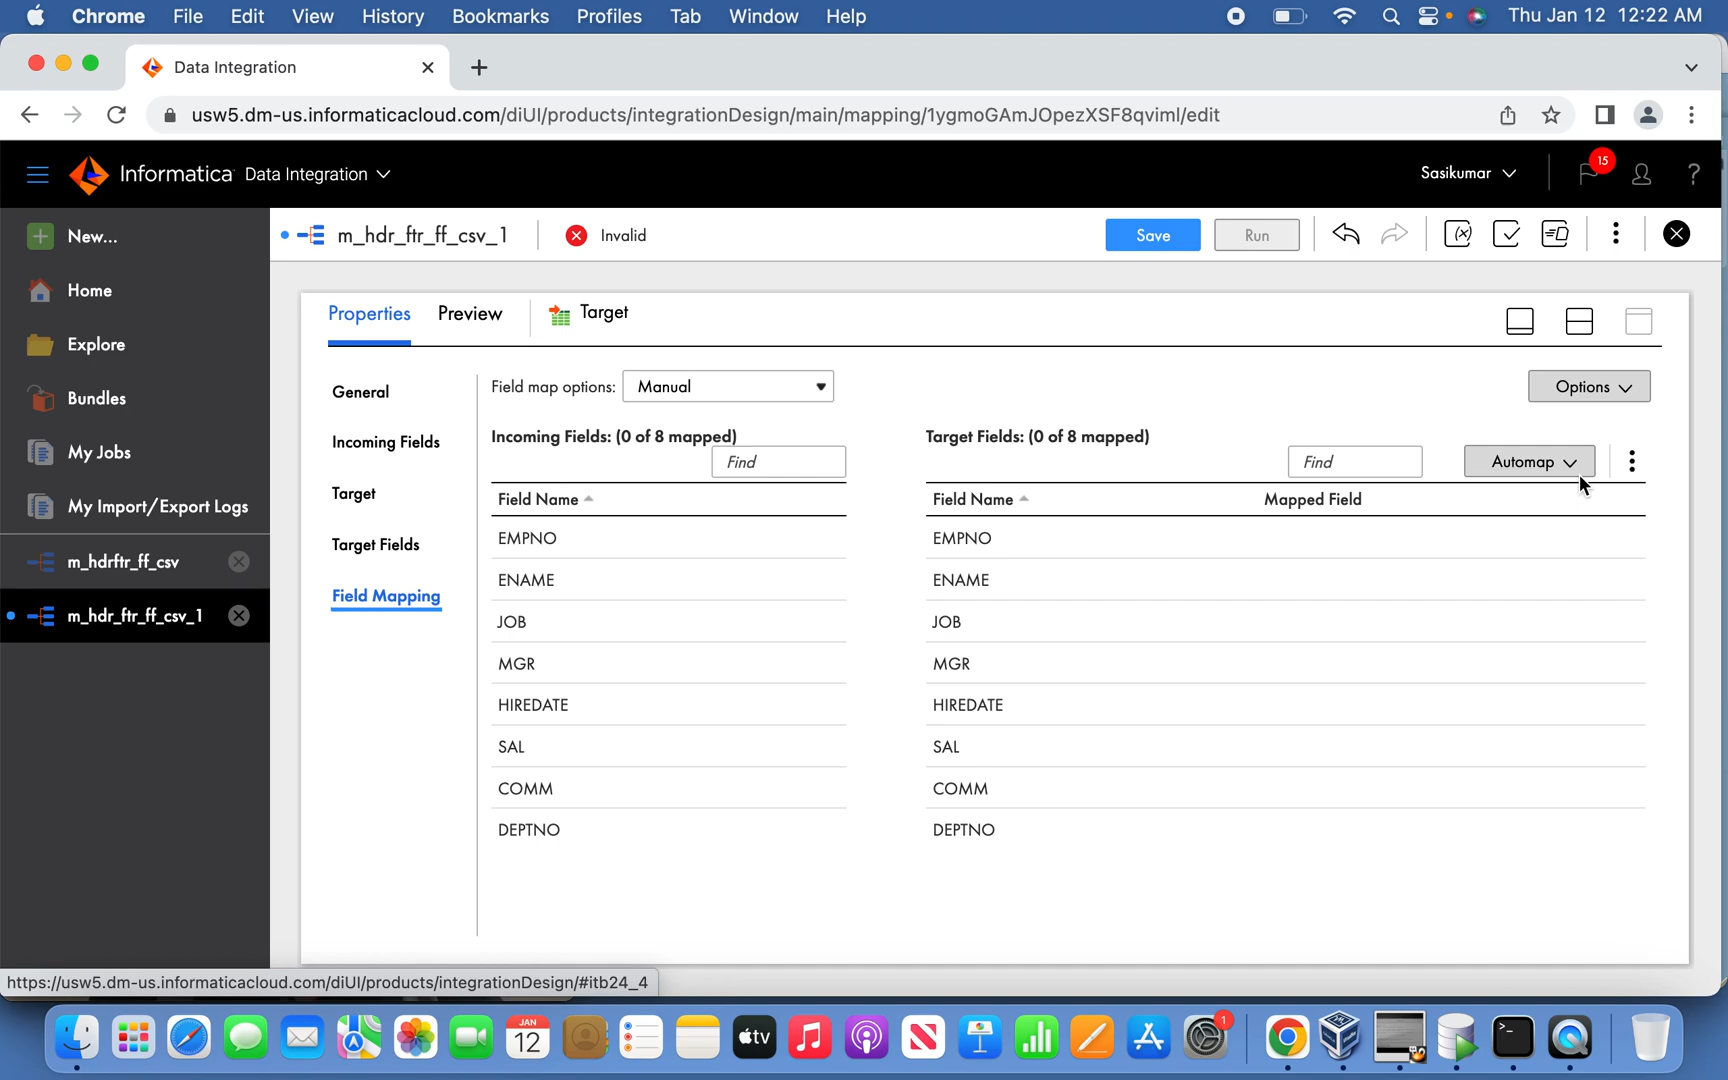 Chrome File Edit View History Bookmarks Profiles Tab Window Help Thu Jan 12 12:22 AM
Data Integration
usw5.dm-us.informaticacloud.com/diUI/products/integrationDesign/main/mapping/1ygmoGAmJOpezXSF8qviml/edit
Informatica Data Integration Sasikumar 15 ?
New... m_hdr_ftr_ff_csv_1 Invalid Save Run
Home
Explore
Bundles
My Jobs
My Import/Export Logs
m_hdrftr_ff_csv
m_hdr_ftr_ff_csv_1
Properties Preview Target
General
Incoming Fields
Target
Target Fields
Field Mapping
Field map options: Manual Options
Incoming Fields: (0 of 8 mapped) Target Fields: (0 of 8 mapped)
Find Find Automap
Field Name Field Name Mapped Field
EMPNO EMPNO
ENAME ENAME
JOB JOB
MGR MGR
HIREDATE HIREDATE
SAL SAL
COMM COMM
DEPTNO DEPTNO
https://usw5.dm-us.informaticacloud.com/diUI/products/integrationDesign/#itb24_4
JAN
12
tv
1